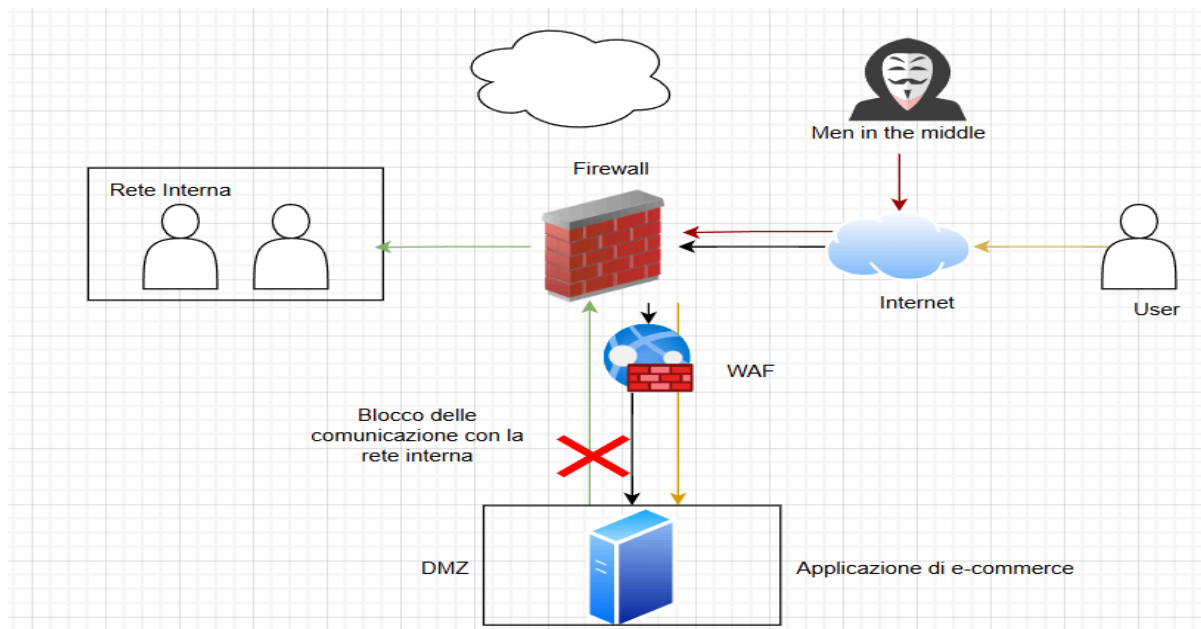 Men in the middle
Firewall
Rete Interna
Internet
User
WAF
Blocco delle
comunicazione con la
rete interna
DMZ
Applicazione di e-commerce